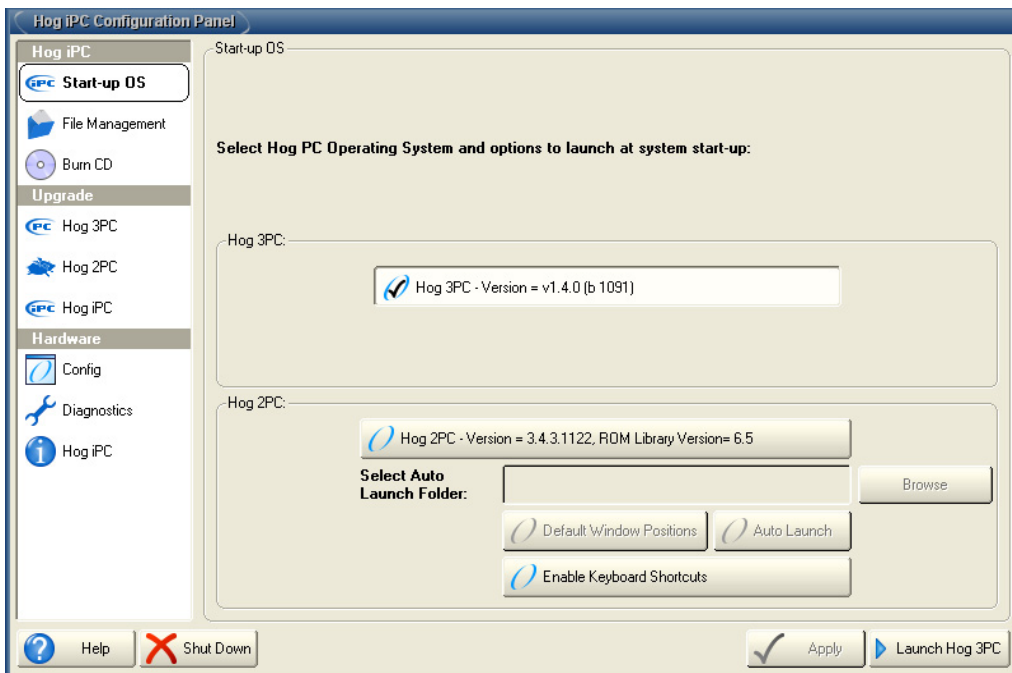 Hog iPC Configuration Panel
Hog iPC
iPC Start-up OS
File Management
Burn CD
Upgrade
PC Hog 3PC
Hog 2PC
iPC Hog iPC
Hardware
Config
Diagnostics
i Hog iPC
Start-up OS
Select Hog PC Operating System and options to launch at system start-up:
Hog 3PC:
Hog 3PC - Version = v1.4.0 (b 1091)
Hog 2PC:
Hog 2PC - Version = 3.4.3.1122, ROM Library Version= 6.5
Select Auto
Launch Folder:
Browse
Default Window Positions
Auto Launch
Enable Keyboard Shortcuts
? Help
Shut Down
Apply
Launch Hog 3PC